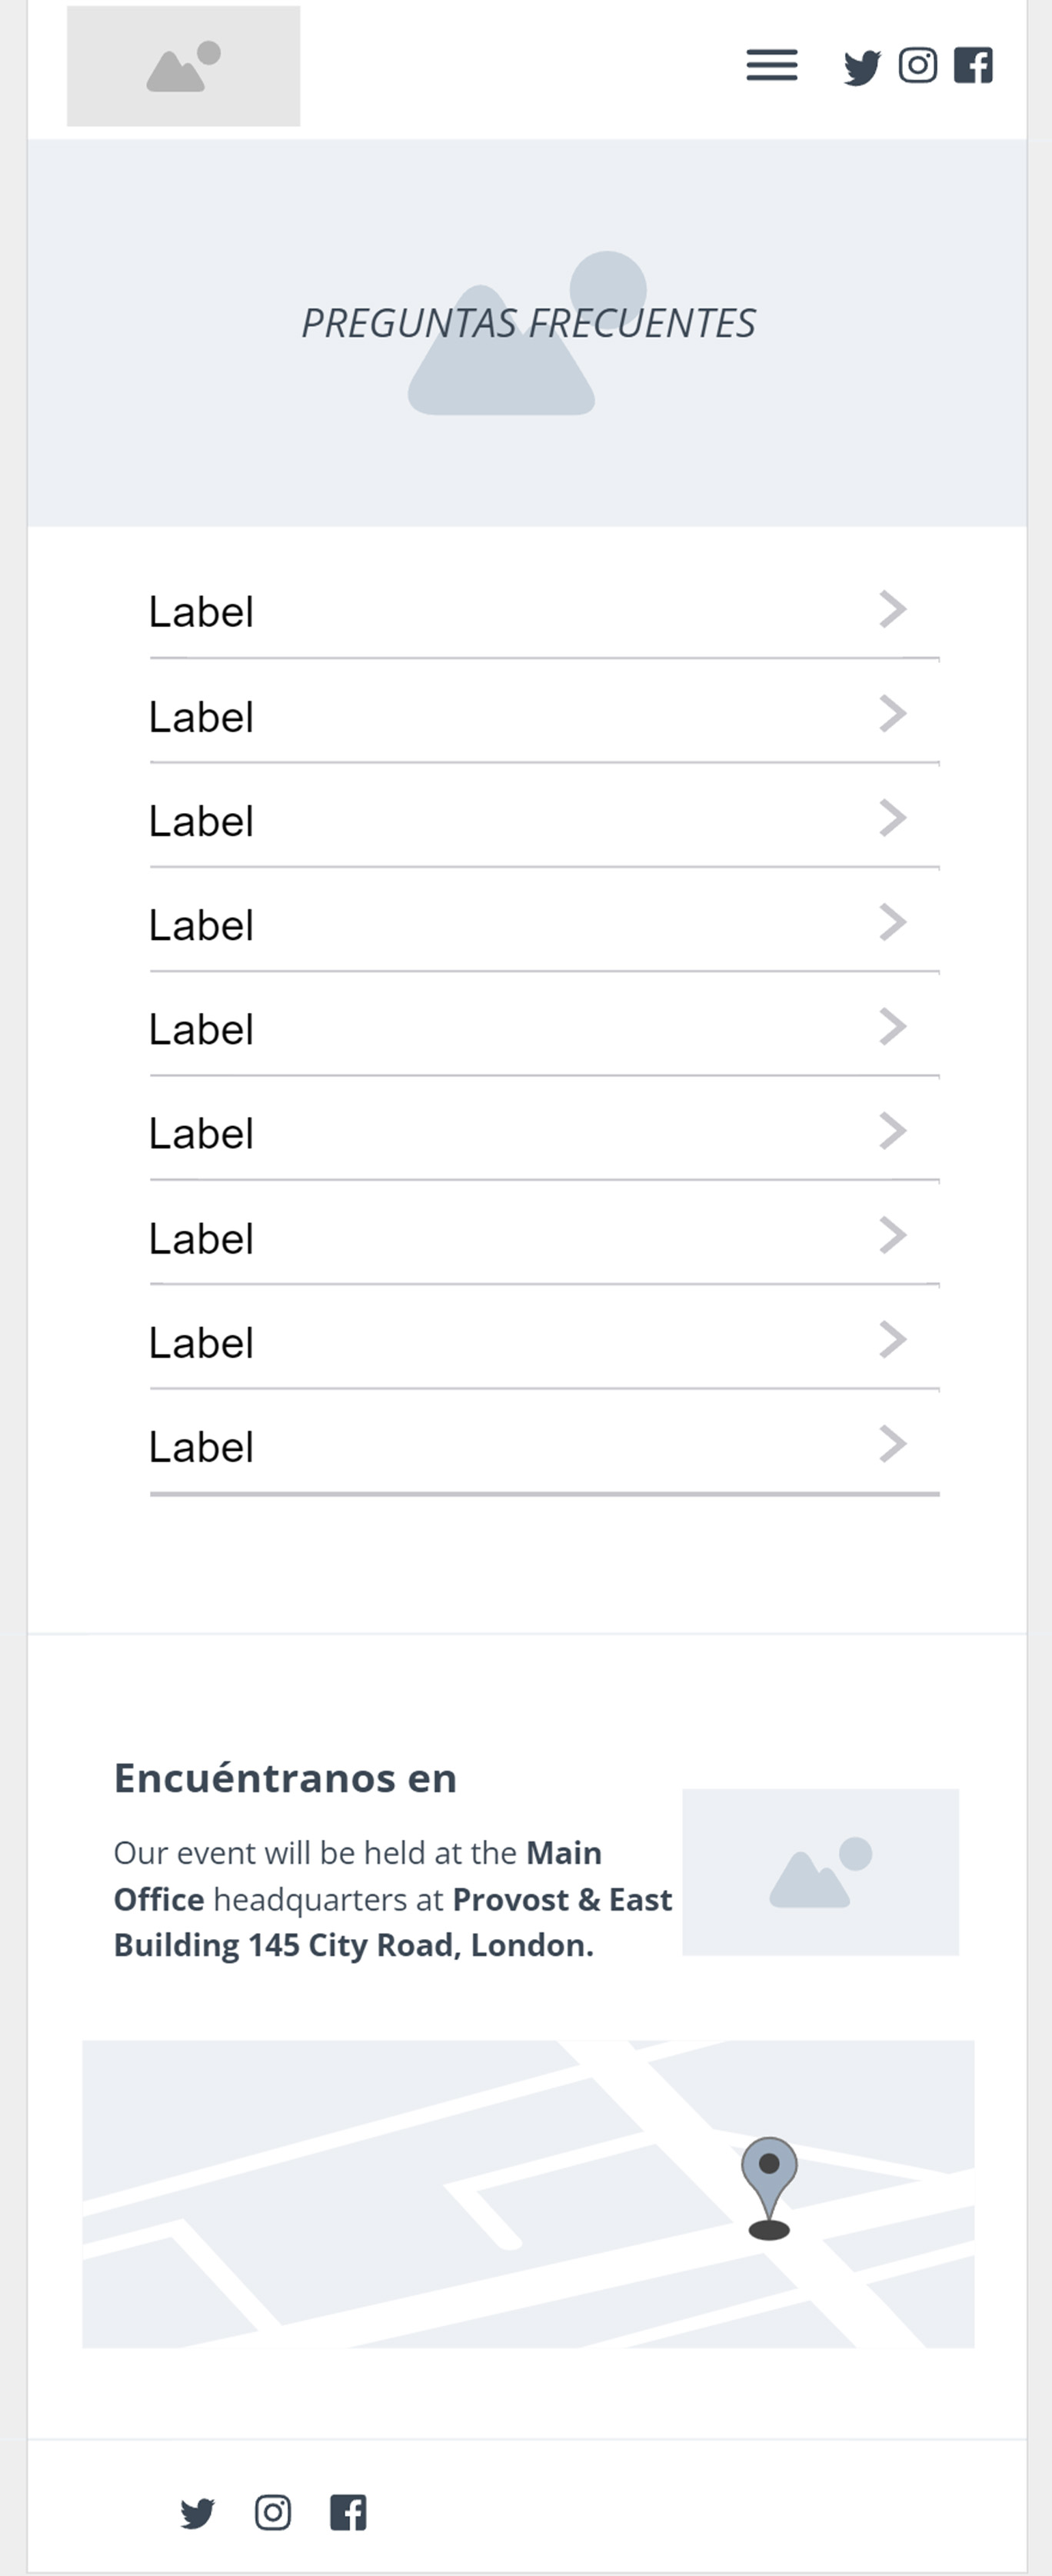 PREGUNTAS FRECUENTES
Label
Label
Label
Label
Label
Label
Label
Label
Label
Encuéntranos en
Our event will be held at the Main
Office headquarters at Provost & East
Building 145 City Road, London.